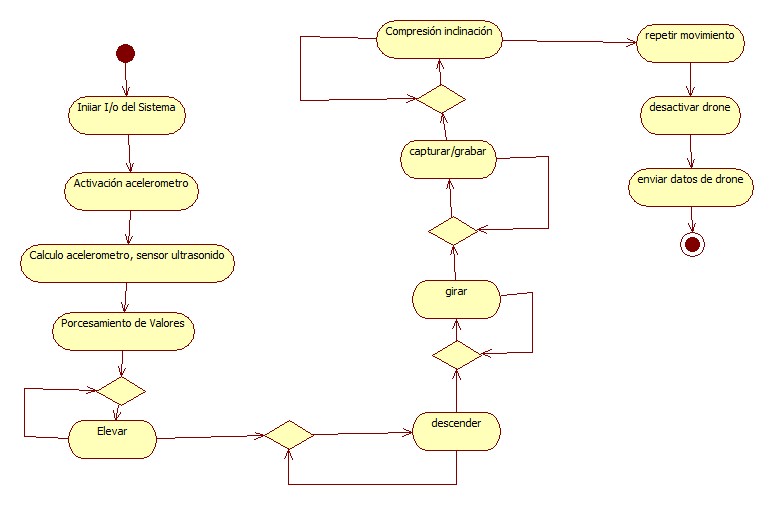 Iniiar I/o del Sistema
Activación acelerometro
Calculo acelerometro, sensor ultrasonido
Porcesamiento de Valores
Elevar
descender
girar
capturar/grabar
Compresión inclinación
repetir movimiento
desactivar drone
enviar datos de drone